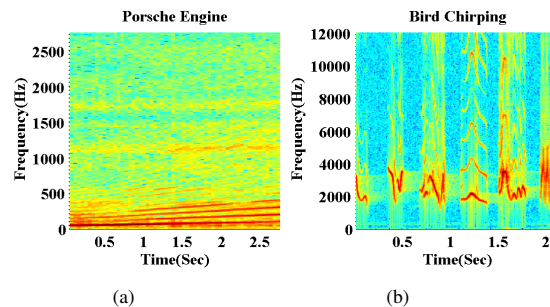 Porsche Engine
Frequency(Hz)
2500
2000
1500
1000
500
0
0.5 1 1.5 2 2.5
Time(Sec)
(a)
Bird Chirping
Frequency(Hz)
12000
10000
8000
6000
4000
2000
0
0.5 1 1.5 2
Time(Sec)
(b)